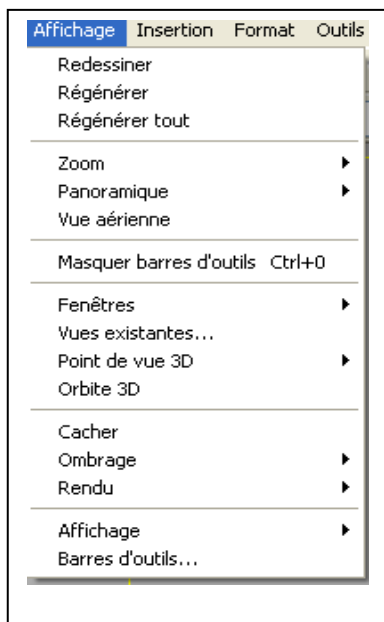 Affichage Insertion Format Outils
Redessiner
Régénérer
Régénérer tout
Zoom
Panoramique
Vue aérienne
Masquer barres d'outils Ctrl+0
Fenêtres
Vues existantes...
Point de vue 3D
Orbite 3D
Cacher
Ombrage
Rendu
Affichage
Barres d'outils...